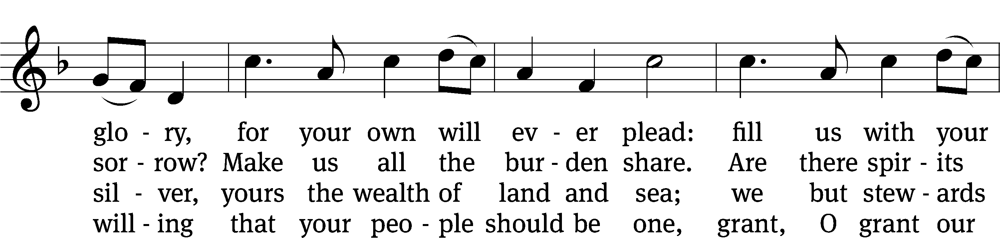 glo - ry, for your own will ev - er plead: fill us with your
sor - row? Make us all the bur - den share. Are there spir - its
sil - ver, yours the wealth of land and sea; we but stew - ards
will - ing that your peo - ple should be one, grant, O grant our